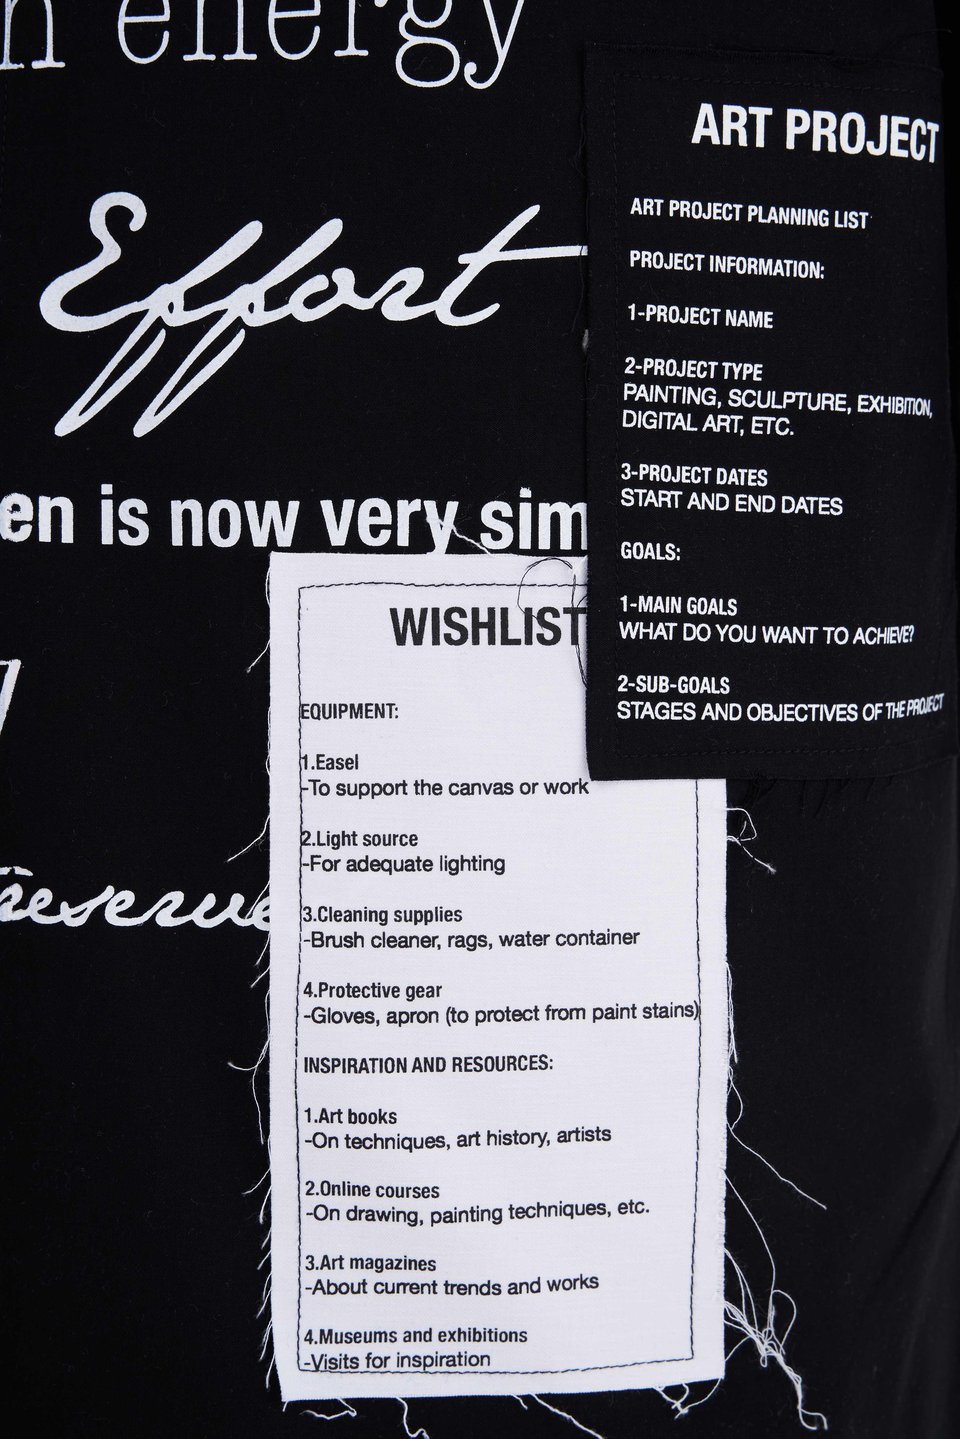 energy
Effort
en is now very sim
reserve
ART PROJECT
ART PROJECT PLANNING LIST
PROJECT INFORMATION:
1-PROJECT NAME
2-PROJECT TYPE
PAINTING, SCULPTURE, EXHIBITION,
DIGITAL ART, ETC.
3-PROJECT DATES
START AND END DATES
GOALS:
1-MAIN GOALS
WHAT DO YOU WANT TO ACHIEVE?
2-SUB-GOALS
STAGES AND OBJECTIVES OF THE PROJECT
WISHLIST
EQUIPMENT:
1.Easel
-To support the canvas or work
2.Light source
-For adequate lighting
3.Cleaning supplies
-Brush cleaner, rags, water container
4.Protective gear
-Gloves, apron (to protect from paint stains)
INSPIRATION AND RESOURCES:
1.Art books
-On techniques, art history, artists
2.Online courses
-On drawing, painting techniques, etc.
3.Art magazines
-About current trends and works
4.Museums and exhibitions
-Visits for inspiration